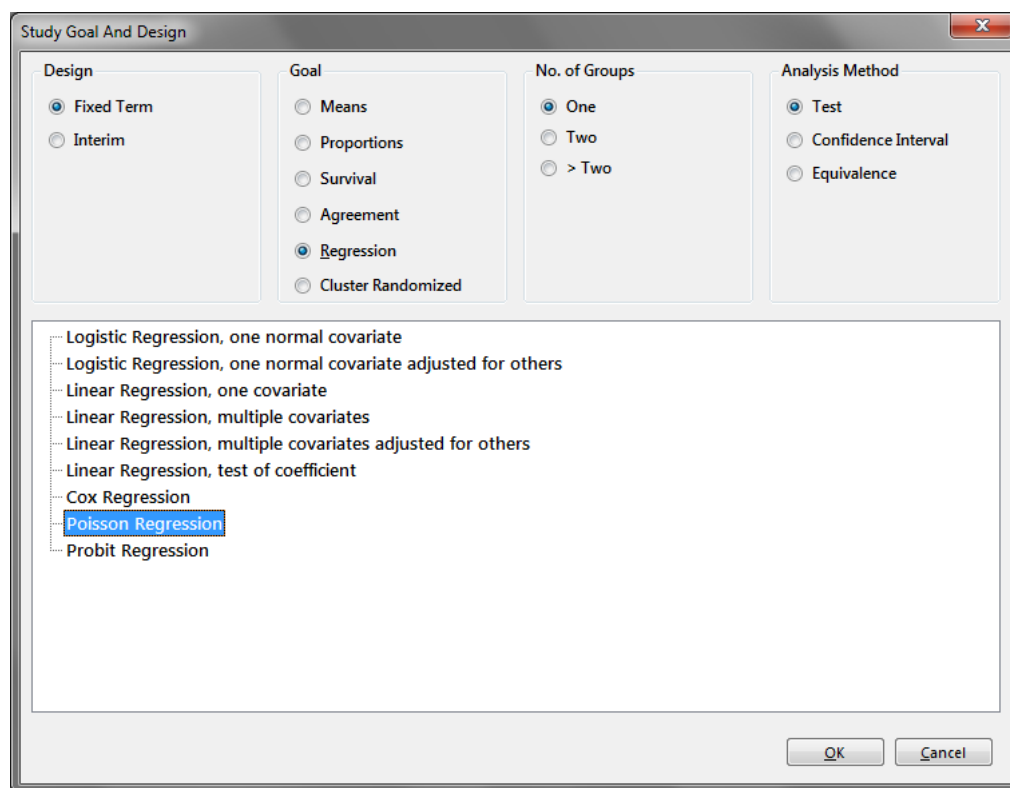 Study Goal And Design
Design
Fixed Term
Interim
Goal
Means
Proportions
Survival
Agreement
Regression
Cluster Randomized
No. of Groups
One
Two
> Two
Analysis Method
Test
Confidence Interval
Equivalence
Logistic Regression, one normal covariate
Logistic Regression, one normal covariate adjusted for others
Linear Regression, one covariate
Linear Regression, multiple covariates
Linear Regression, multiple covariates adjusted for others
Linear Regression, test of coefficient
Cox Regression
Poisson Regression
Probit Regression
OK
Cancel